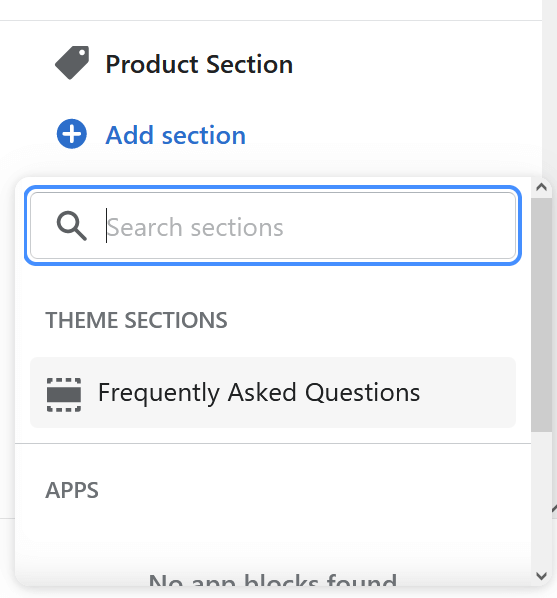 Product Section
Add section
Search sections
THEME SECTIONS
Frequently Asked Questions
APPS
No app blocks found